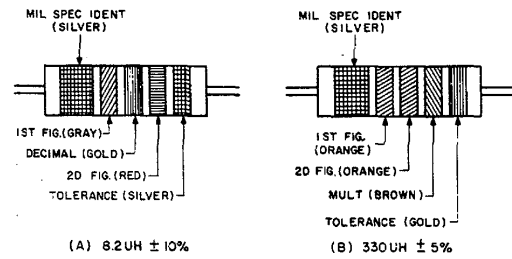 MIL SPEC IDENT
(SILVER)
1ST FIG.(GRAY)
DECIMAL (GOLD)
2D FIG.(RED)
TOLERANCE (SILVER)
(A) 8.2UH ± 10%
MIL SPEC IDENT
(SILVER)
1ST FIG.
(ORANGE)
2D FIG.(ORANGE)
MULT (BROWN)
TOLERANCE (GOLD)
(B) 330UH ± 5%